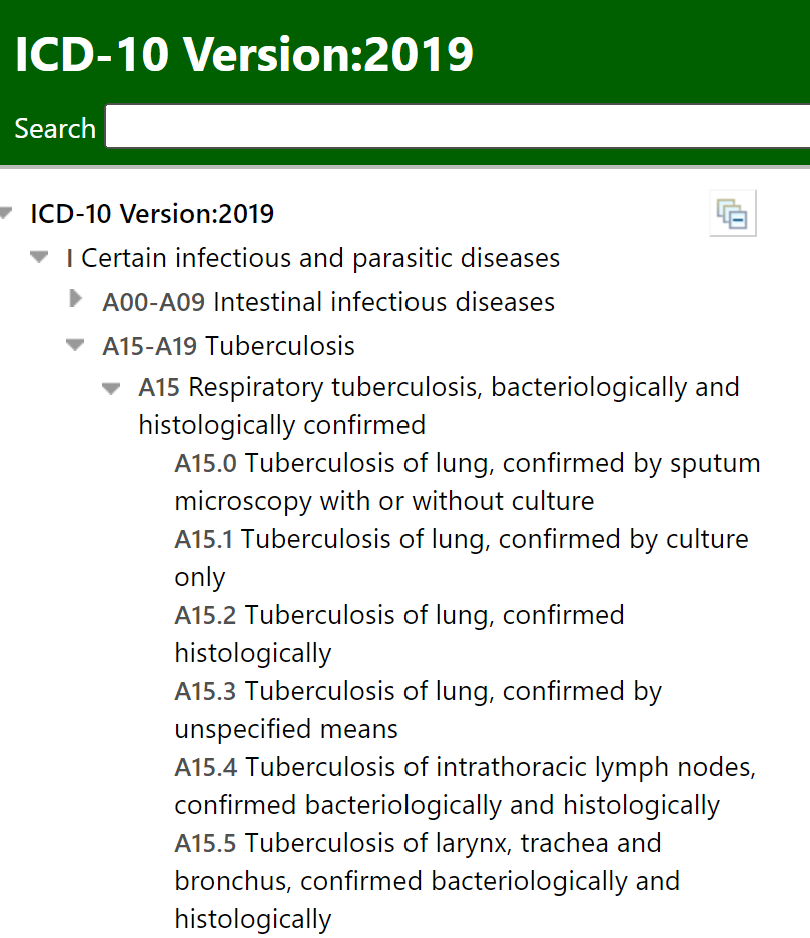 ICD-10 Version:2019
Search
ICD-10 Version:2019
I Certain infectious and parasitic diseases
A00-A09 Intestinal infectious diseases
A15-A19 Tuberculosis
A15 Respiratory tuberculosis, bacteriologically and
histologically confirmed
A15.0 Tuberculosis of lung, confirmed by sputum
microscopy with or without culture
A15.1 Tuberculosis of lung, confirmed by culture
only
A15.2 Tuberculosis of lung, confirmed
histologically
A15.3 Tuberculosis of lung, confirmed by
unspecified means
A15.4 Tuberculosis of intrathoracic lymph nodes,
confirmed bacteriologically and histologically
A15.5 Tuberculosis of larynx, trachea and
bronchus, confirmed bacteriologically and
histologically